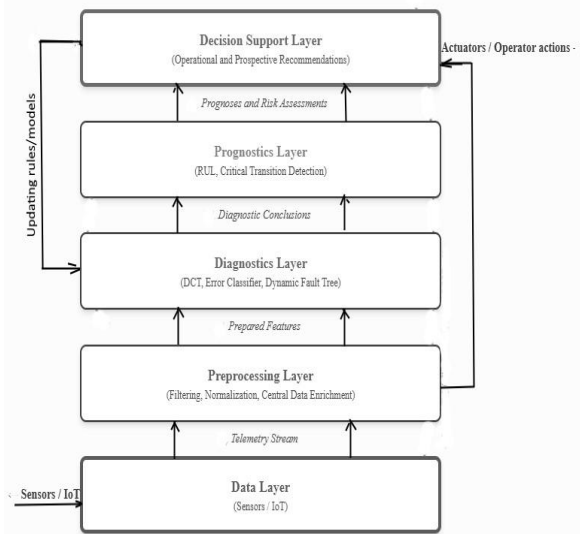 Decision Support Layer
(Operational and Prospective Recommendations)
Actuators / Operator actions -
Prognoses and Risk Assessments
Updating rules/models
Prognostics Layer
(RUL, Critical Transition Detection)
Diagnostic Conclusions
Diagnostics Layer
(DCT, Error Classifier, Dynamic Fault Tree)
Prepared Features
Preprocessing Layer
(Filtering, Normalization, Central Data Enrichment)
Telemetry Stream
Sensors / IoT
Data Layer
(Sensors / IoT)